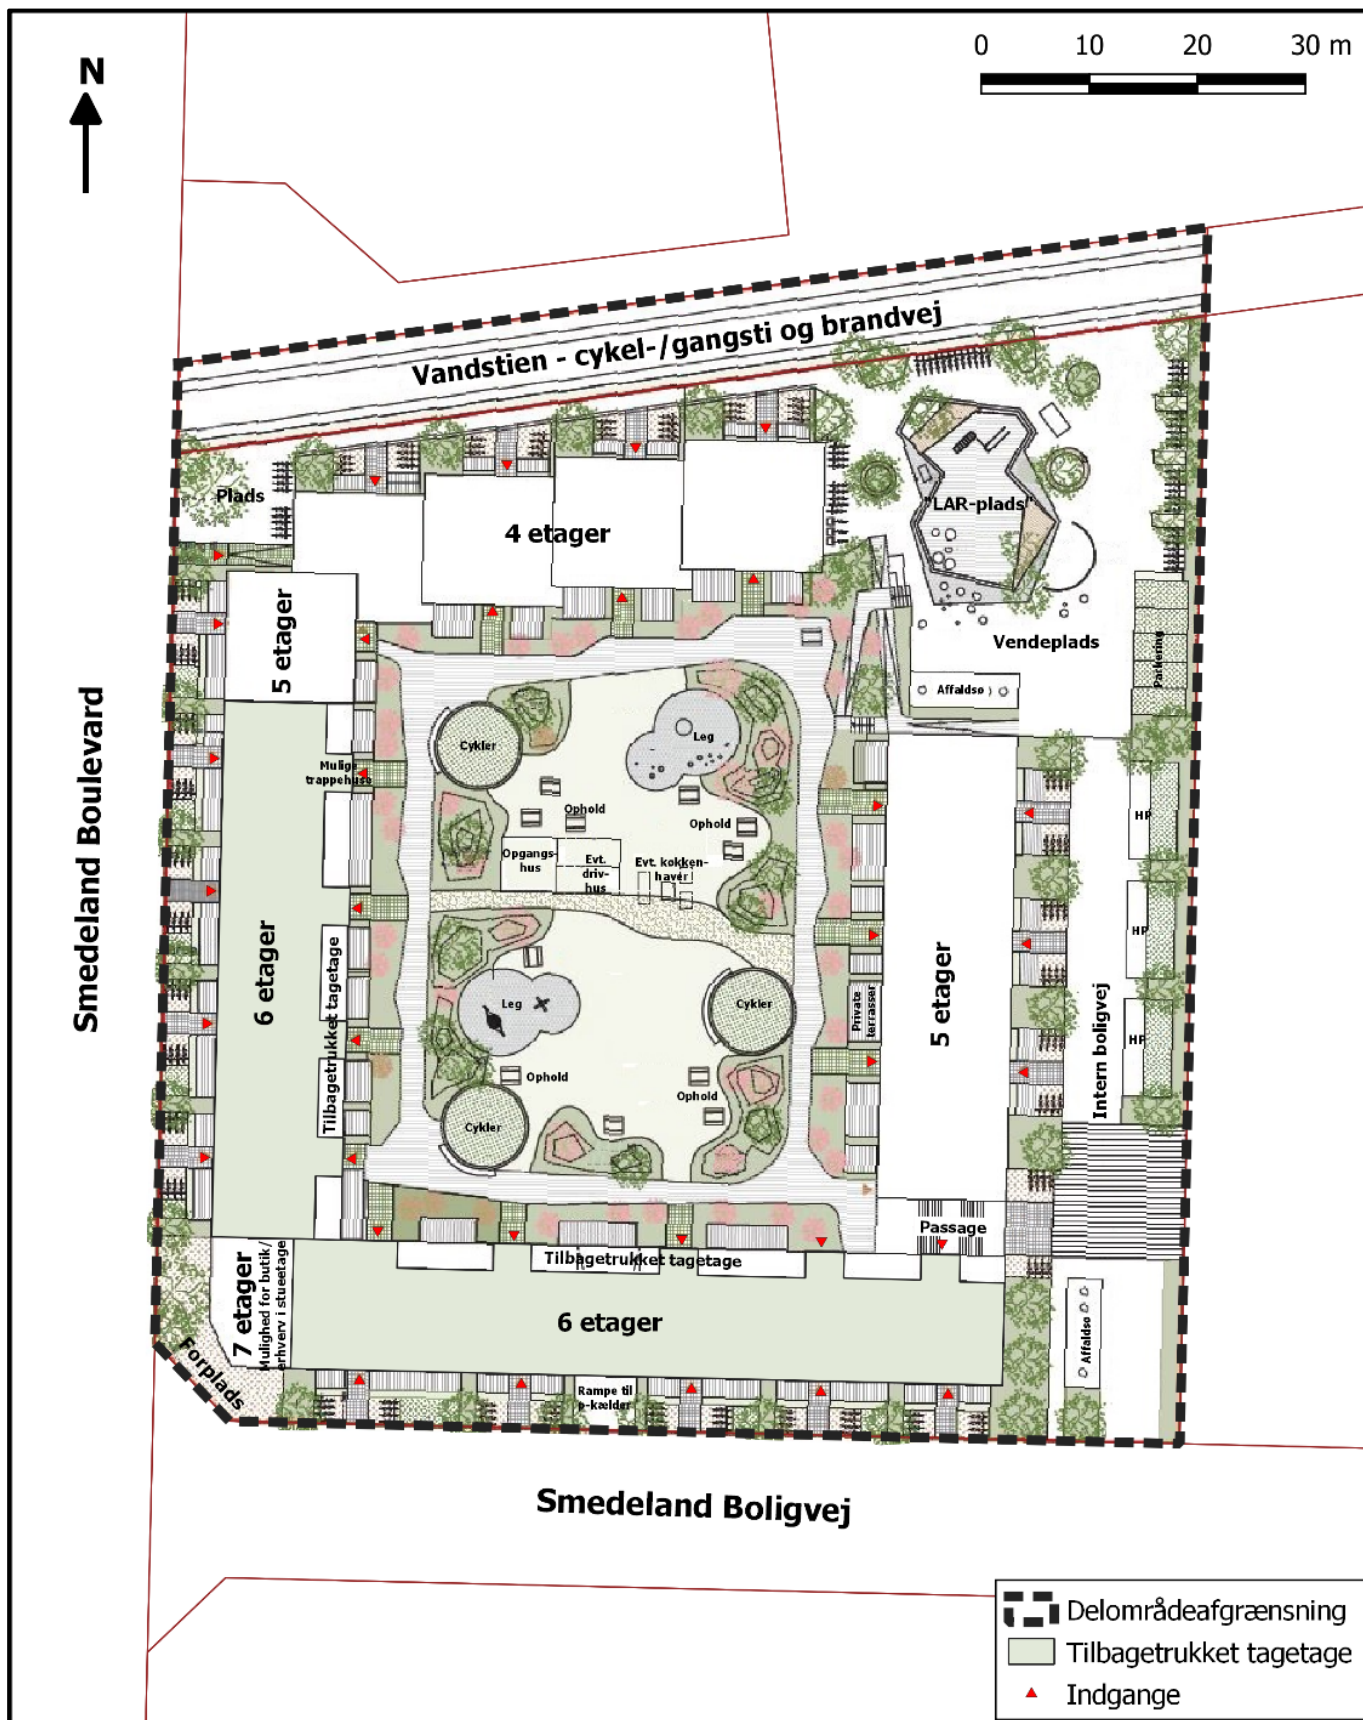 0 10 20 30 m
N
Vandstien - cykel-/gangsti og brandvej
Plads
"LAR-plads"
4 etager
5 etager
Vendeplads
Parkering
Affaldsø
Smedeland Boulevard
Cykler
Leg
Mulige
trappehuse
Ophold
Ophold
HP
Opgangs-
hus
Evt.
driv-
hus
Evt. køkken-
haver
HP
6 etager
Tilbagetrukket tagetage
Leg
Cykler
Private
terrasser
5 etager
Intern boligvej
HP
Ophold
Ophold
Cykler
Passage
Tilbagetrukket tagetage
7 etager
Mulighed for butik/
erhverv i stueetage
6 etager
Affaldsø
Forplads
Rampe til
p-kælder
Smedeland Boligvej
Delområdeafgrænsning
Tilbagetrukket tagetage
Indgange